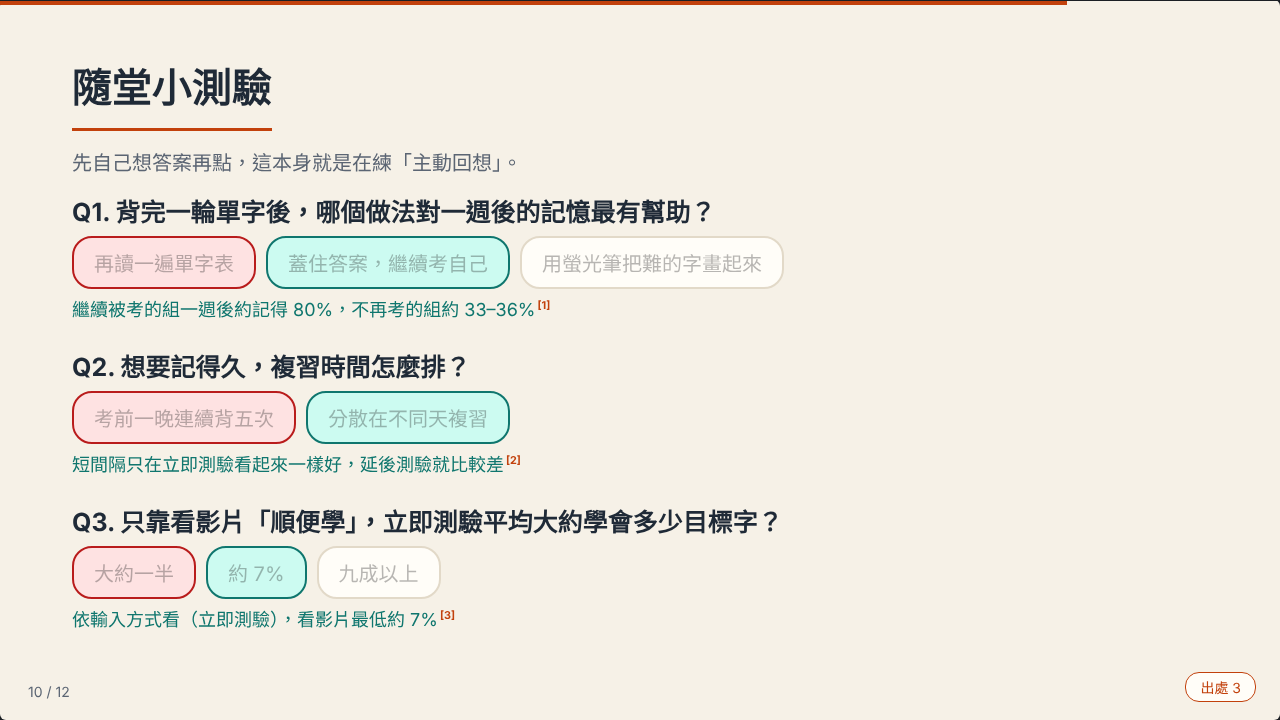 隨堂小測驗
先自己想答案再點，這本身就是在練「主動回想」。
Q1. 背完一輪單字後，哪個做法對一週後的記憶最有幫助？
再讀一遍單字表 蓋住答案，繼續考自己 用螢光筆把難的字畫起來
繼續被考的組一週後約記得 80%，不再考的組約 33–36%[1]
Q2. 想要記得久，複習時間怎麼排？
考前一晚連續背五次 分散在不同天複習
短間隔只在立即測驗看起來一樣好，延後測驗就比較差[2]
Q3. 只靠看影片「順便學」，立即測驗平均大約學會多少目標字？
大約一半 約 7% 九成以上
依輸入方式看（立即測驗），看影片最低約 7%[3]
10 / 12
出處 3